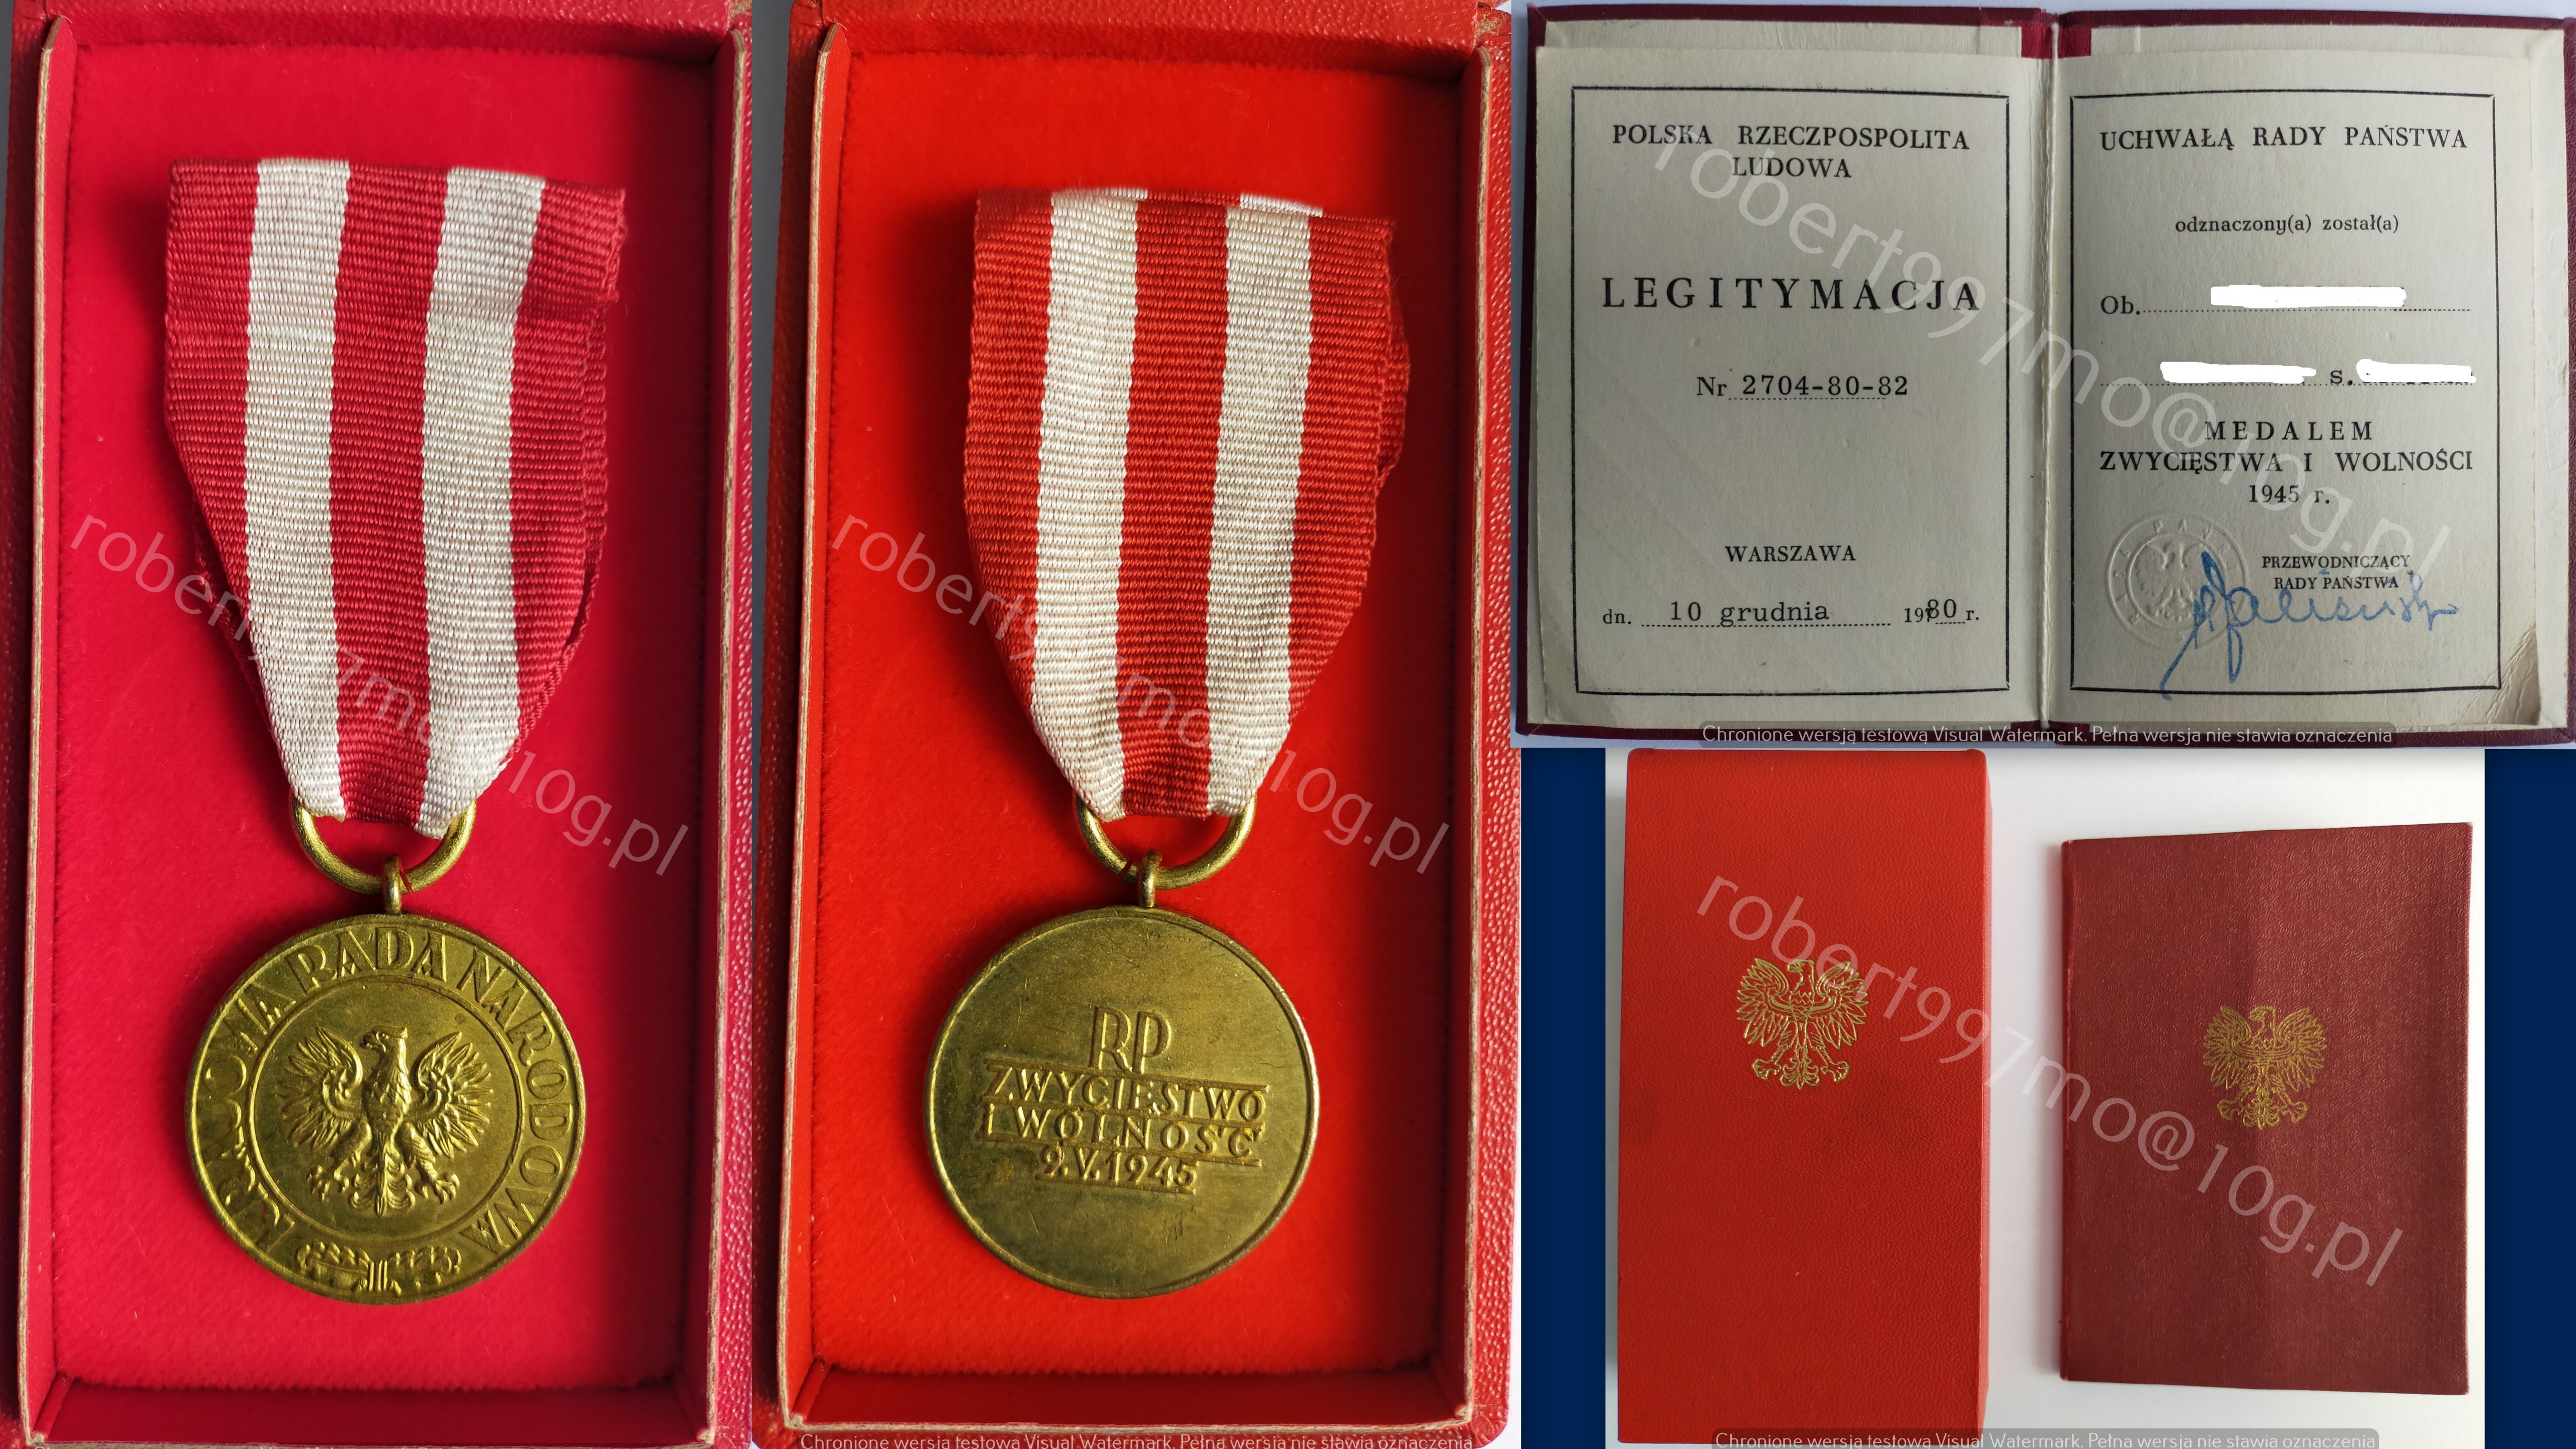 KRAJOWA RADA NARODOWA
robert997mo@10g.pl
RP
ZWYCIĘSTWO
I WOLNOŚĆ
9.V.1945
robert997mo@10g.pl
Chronione wersją testową Visual Watermark. Pełna wersja nie stawia oznaczenia
POLSKA RZECZPOSPOLITA
LUDOWA
LEGITYMACJA
Nr 2704-80-82
WARSZAWA
dn. 10 grudnia 1980 r.
UCHWAŁĄ RADY PAŃSTWA
odznaczony(a) został(a)
Ob.
s.
MEDALEM
ZWYCIĘSTWA I WOLNOŚCI
1945 r.
PRZEWODNICZĄCY
RADY PAŃSTWA
robert997mo@10g.pl
Chronione wersją testową Visual Watermark. Pełna wersja nie stawia oznaczenia
robert997mo@10g.pl
Chronione wersją testową Visual Watermark. Pełna wersja nie stawia oznaczenia